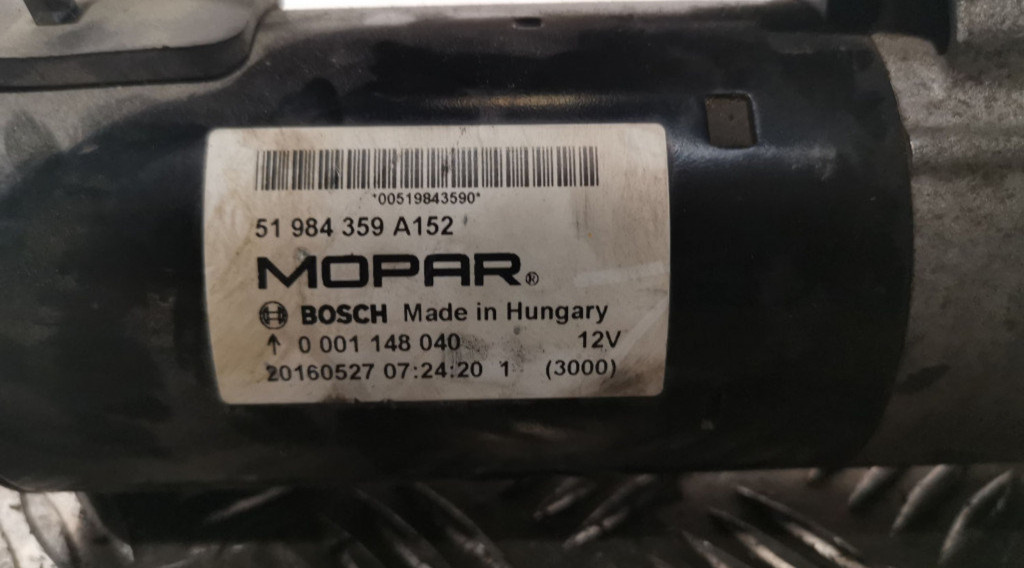 *00519843590*
51 984 359 A152
MOPAR®
BOSCH Made in Hungary
↑ 0 001 148 040 12V
20160527 07:24:20 1 (3000)